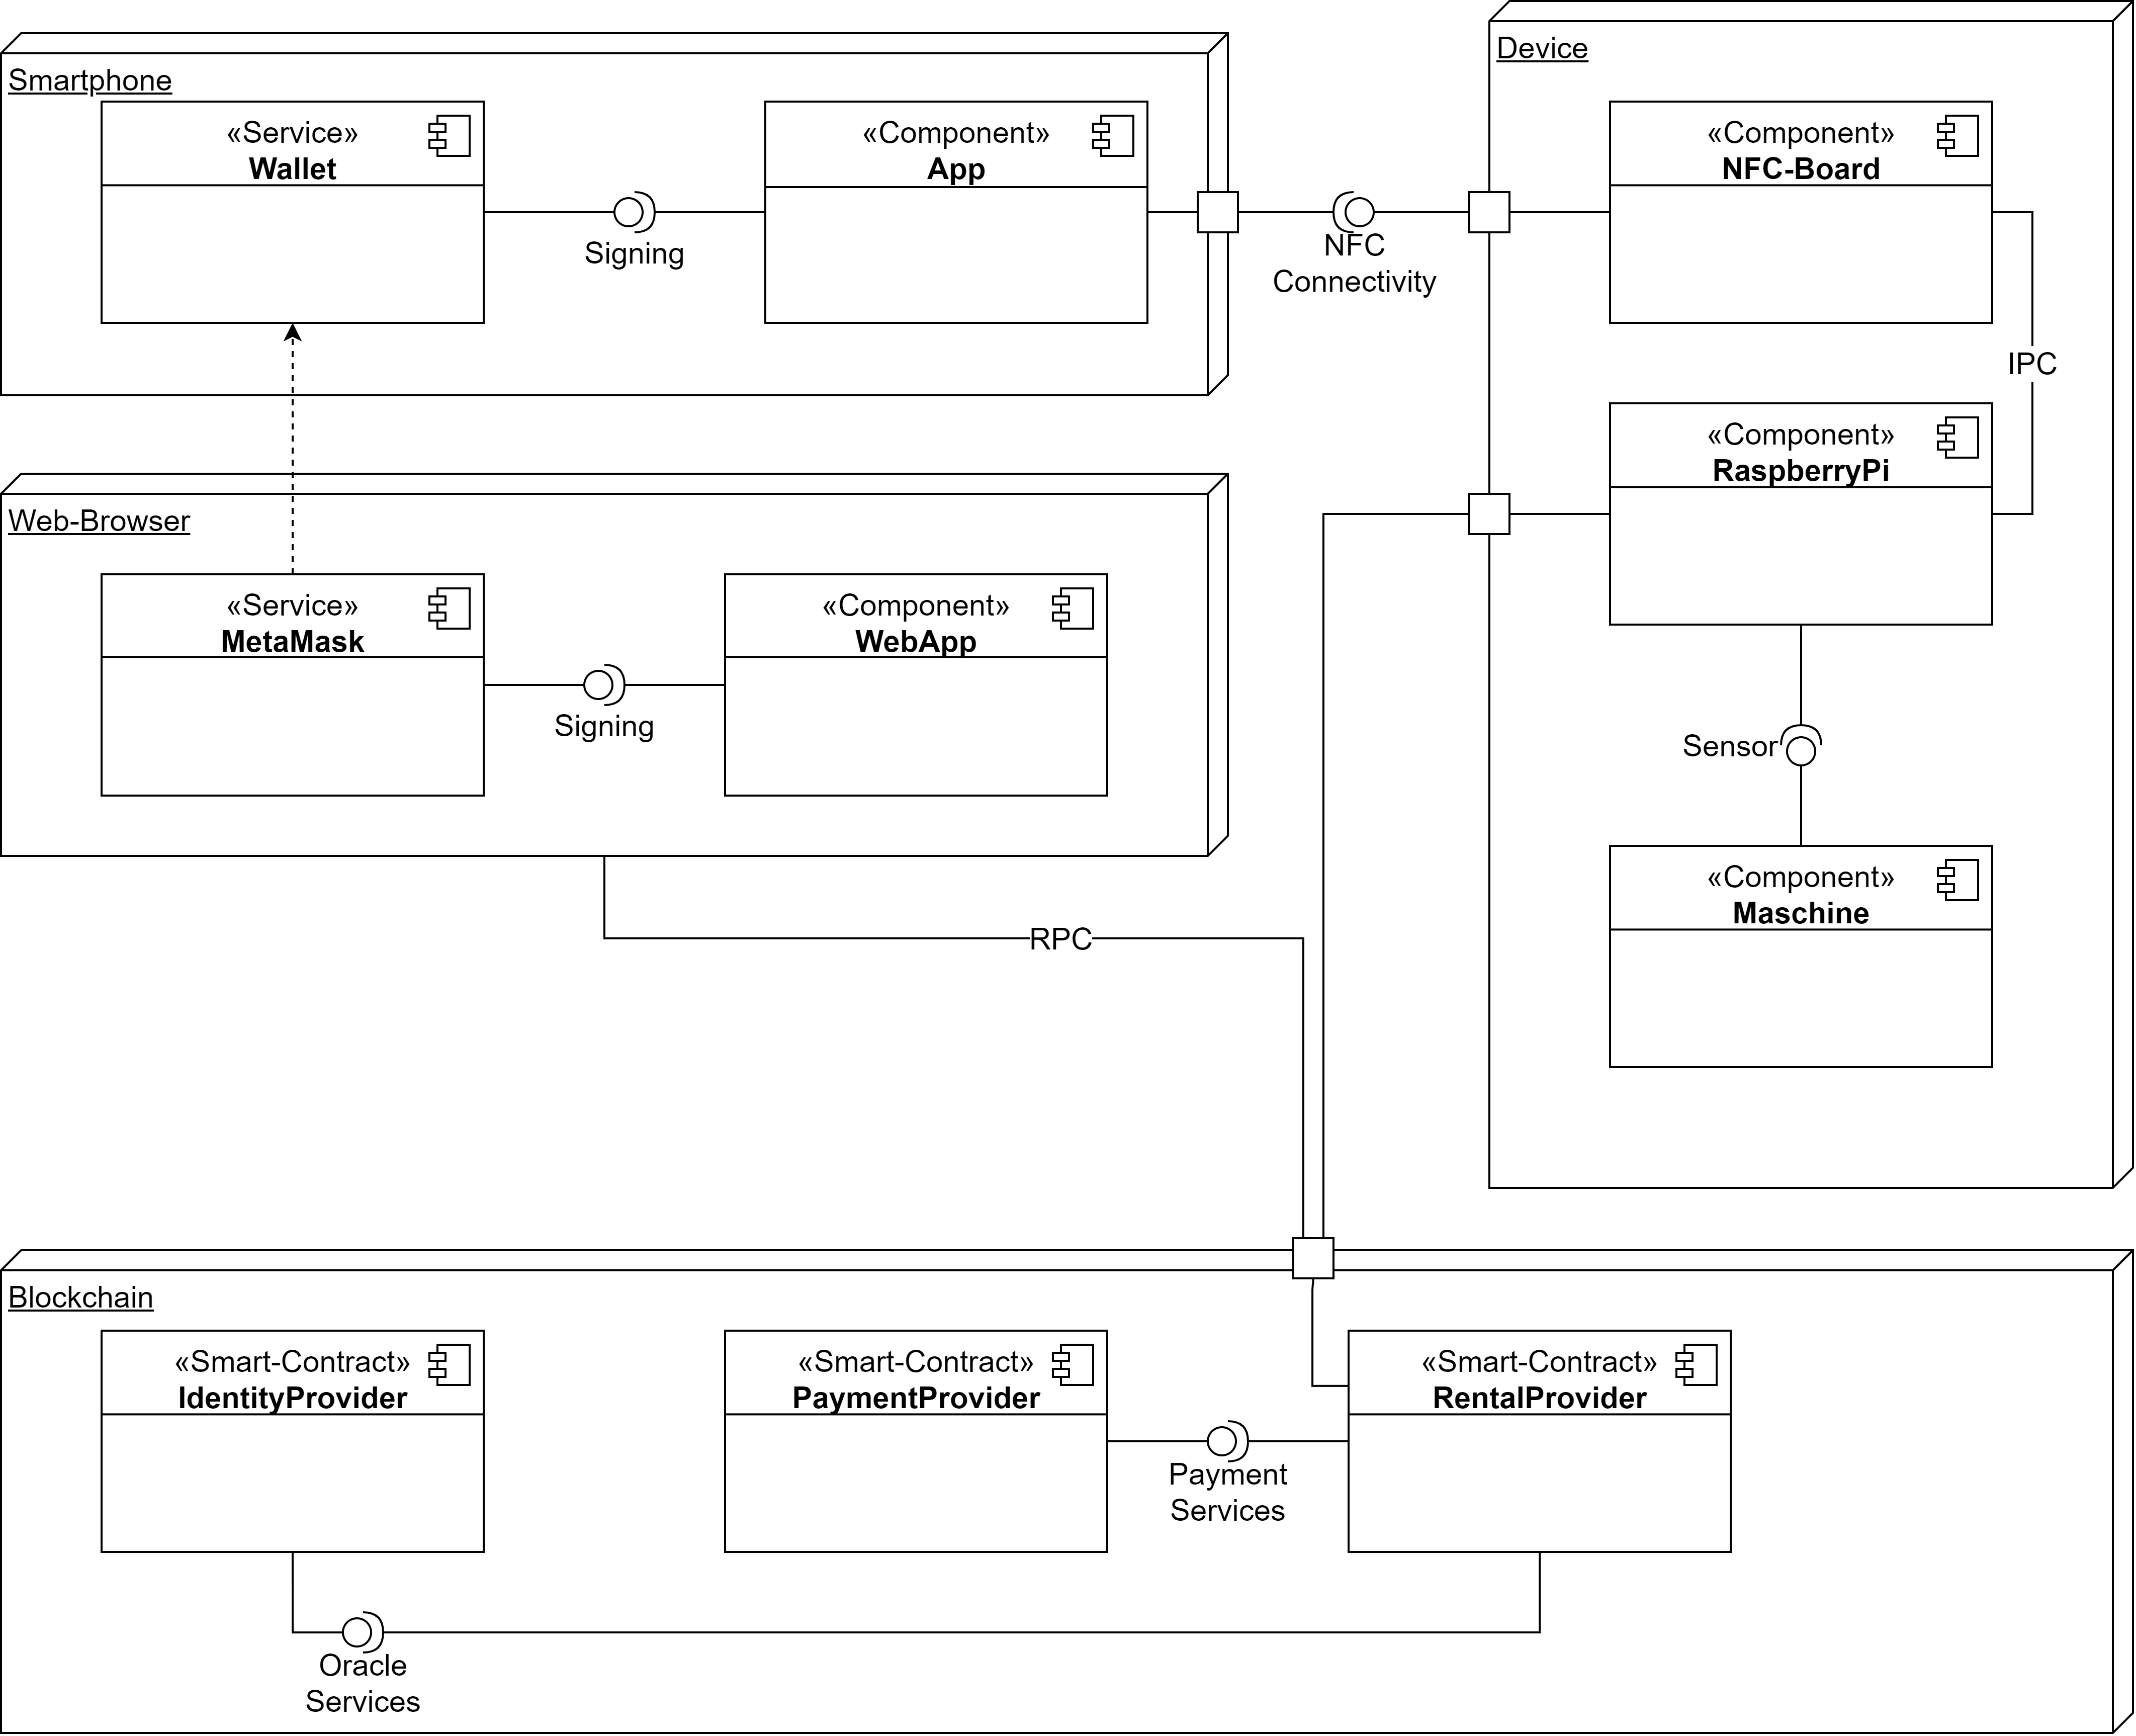 Smartphone
«Service»
Wallet
Signing
«Component»
App
NFC
Connectivity
Device
«Component»
NFC-Board
IPC
«Component»
RaspberryPi
Sensor
«Component»
Maschine
Web-Browser
«Service»
MetaMask
Signing
«Component»
WebApp
RPC
Blockchain
«Smart-Contract»
IdentityProvider
«Smart-Contract»
PaymentProvider
Payment
Services
«Smart-Contract»
RentalProvider
Oracle
Services